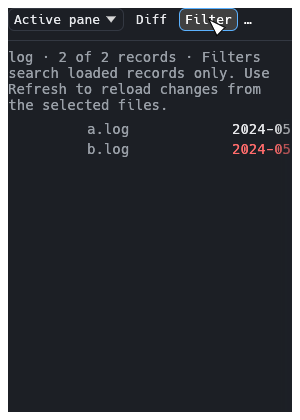 Active pane Diff Filter …
log · 2 of 2 records · Filters
search loaded records only. Use
Refresh to reload changes from
the selected files.
a.log 2024-05
b.log 2024-05